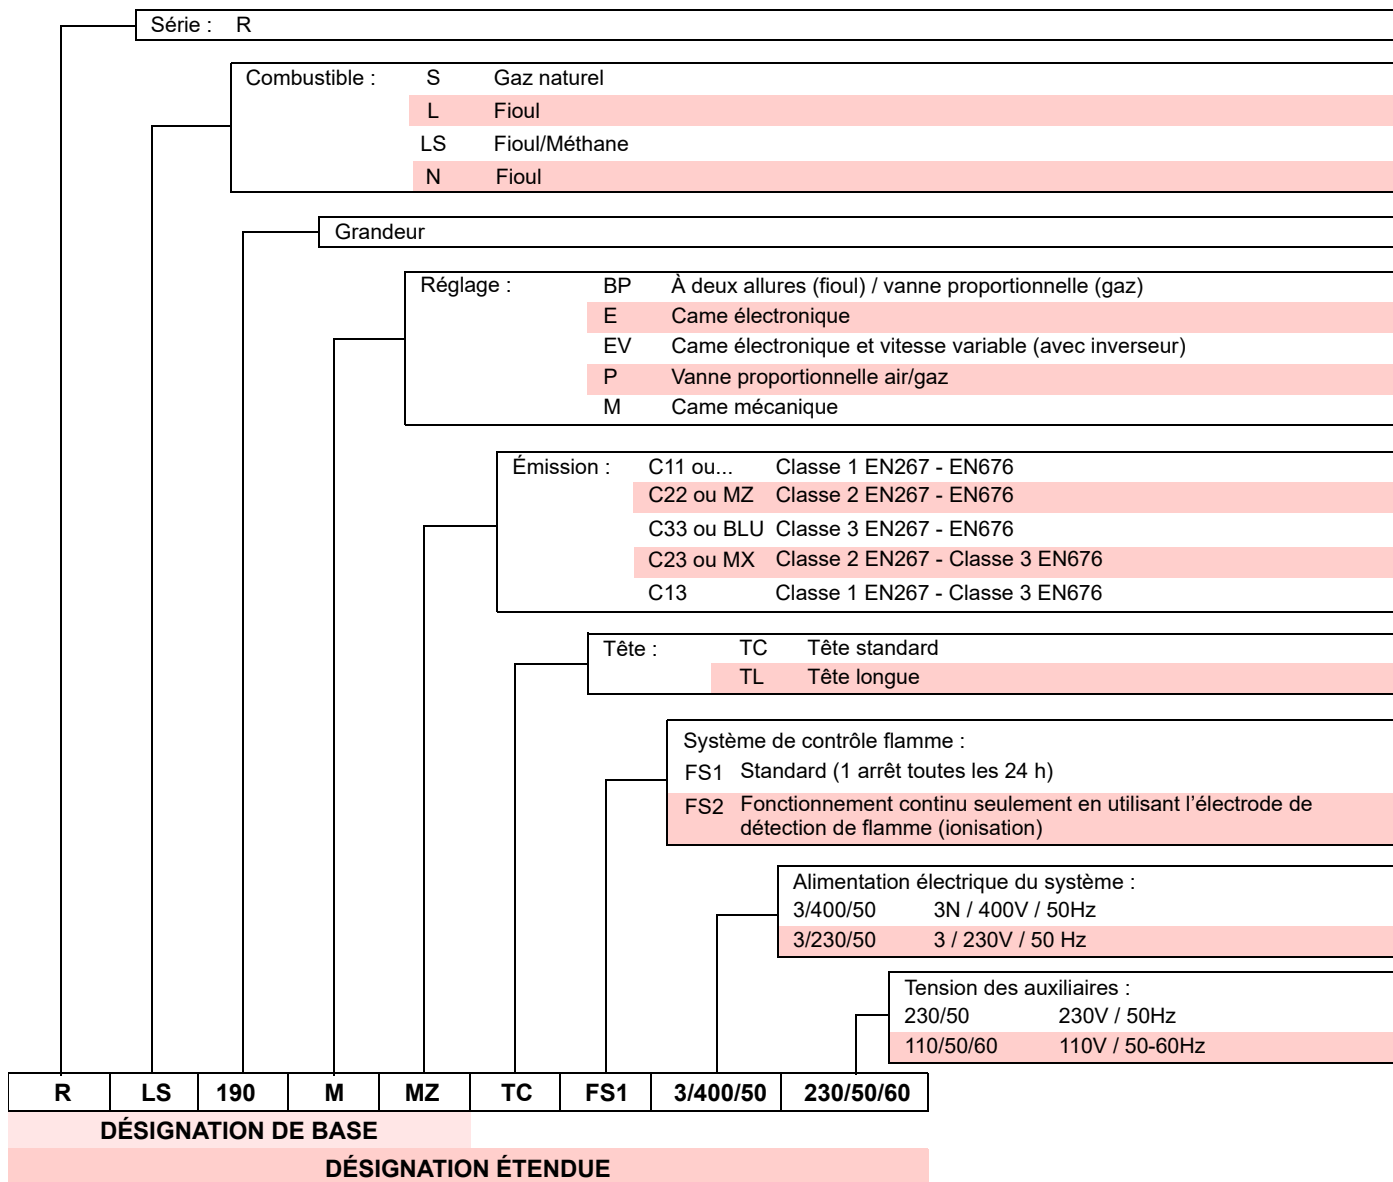 Série : R
Combustible : S Gaz naturel
L Fioul
LS Fioul/Méthane
N Fioul
Grandeur
Réglage : BP À deux allures (fioul) / vanne proportionnelle (gaz)
E Came électronique
EV Came électronique et vitesse variable (avec inverseur)
P Vanne proportionnelle air/gaz
M Came mécanique
Émission : C11 ou... Classe 1 EN267 - EN676
C22 ou MZ Classe 2 EN267 - EN676
C33 ou BLU Classe 3 EN267 - EN676
C23 ou MX Classe 2 EN267 - Classe 3 EN676
C13 Classe 1 EN267 - Classe 3 EN676
Tête : TC Tête standard
TL Tête longue
Système de contrôle flamme :
FS1 Standard (1 arrêt toutes les 24 h)
FS2 Fonctionnement continu seulement en utilisant l’électrode de
détection de flamme (ionisation)
Alimentation électrique du système :
3/400/50 3N / 400V / 50Hz
3/230/50 3 / 230V / 50 Hz
Tension des auxiliaires :
230/50 230V / 50Hz
110/50/60 110V / 50-60Hz
R LS 190 M MZ TC FS1 3/400/50 230/50/60
DÉSIGNATION DE BASE
DÉSIGNATION ÉTENDUE